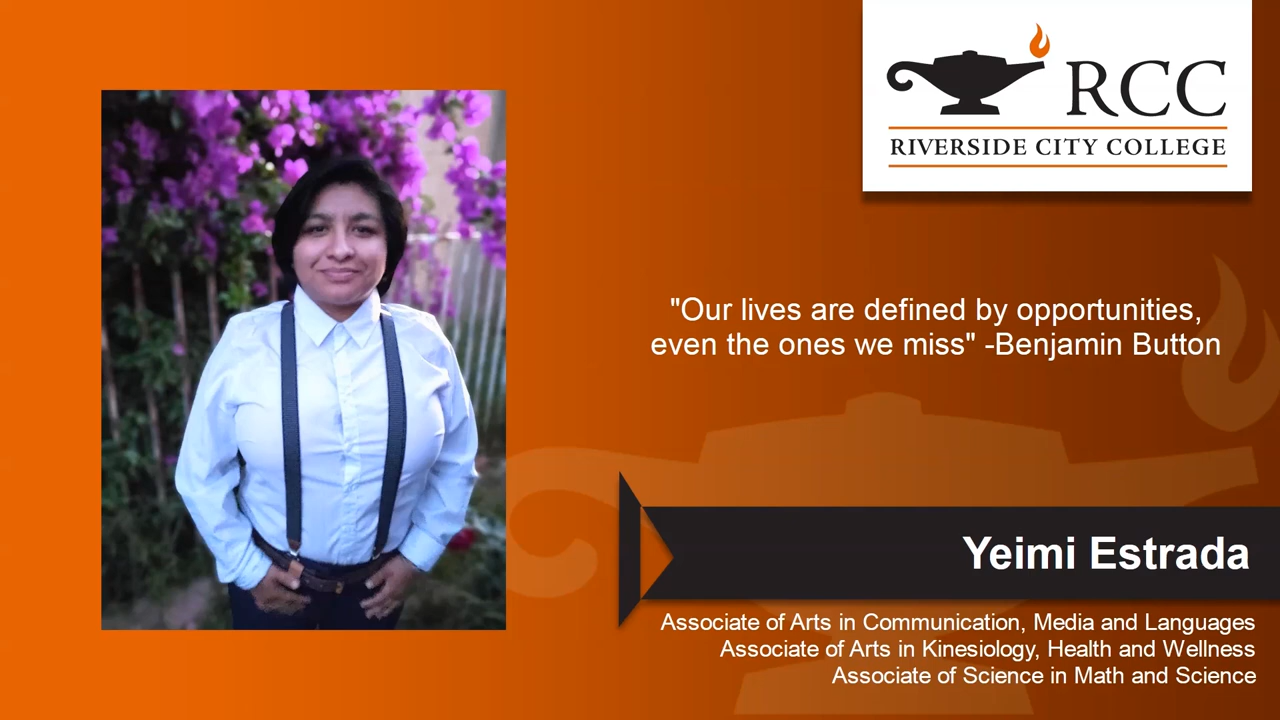 RCC
RIVERSIDE CITY COLLEGE
"Our lives are defined by opportunities,
even the ones we miss" -Benjamin Button
Yeimi Estrada
Associate of Arts in Communication, Media and Languages
Associate of Arts in Kinesiology, Health and Wellness
Associate of Science in Math and Science